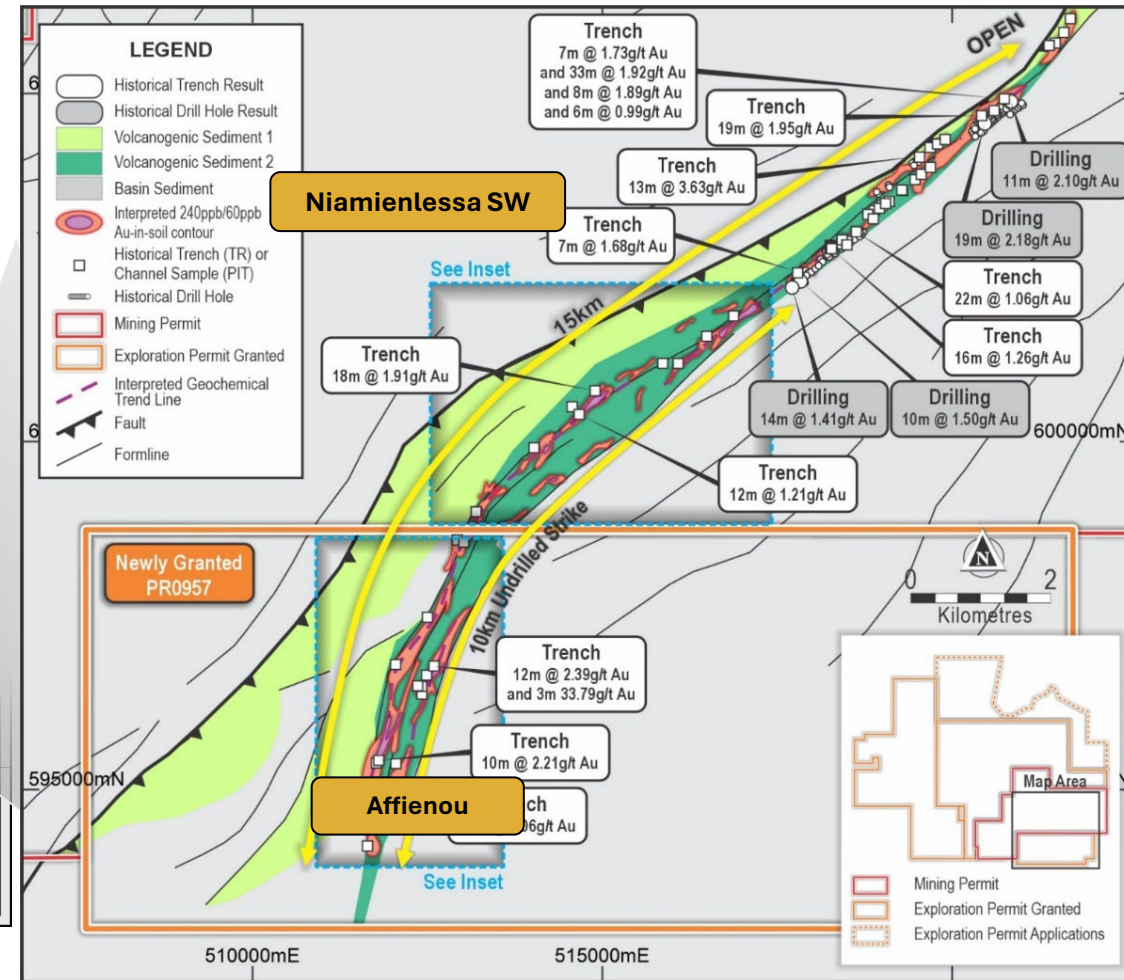 LEGEND
Historical Trench Result
Historical Drill Hole Result
Volcanogenic Sediment 1
Volcanogenic Sediment 2
Basin Sediment
Interpreted 240ppb/60ppb
Au-in-soil contour
Historical Trench (TR) or
Channel Sample (PIT)
Historical Drill Hole
Mining Permit
Exploration Permit Granted
Interpreted Geochemical
Trend Line
Fault
Formline
Trench
7m @ 1.73g/t Au
and 33m @ 1.92g/t Au
and 8m @ 1.89g/t Au
and 6m @ 0.99g/t Au
OPEN
Trench
19m @ 1.95g/t Au
Trench
13m @ 3.63g/t Au
Drilling
11m @ 2.10g/t Au
Niamienlessa SW
Trench
7m @ 1.68g/t Au
Drilling
19m @ 2.18g/t Au
See Inset
Trench
22m @ 1.06g/t Au
15km
Trench
16m @ 1.26g/t Au
Trench
18m @ 1.91g/t Au
Drilling
14m @ 1.41g/t Au
Drilling
10m @ 1.50g/t Au
600000mN
Trench
12m @ 1.21g/t Au
10km Undrilled Strike
Newly Granted
PR0957
N
0 2
Kilometres
Trench
12m @ 2.39g/t Au
and 3m 33.79g/t Au
Trench
10m @ 2.21g/t Au
595000mN
Affienou
ch
06g/t Au
See Inset
Map Area
Mining Permit
Exploration Permit Granted
Exploration Permit Applications
510000mE
515000mE